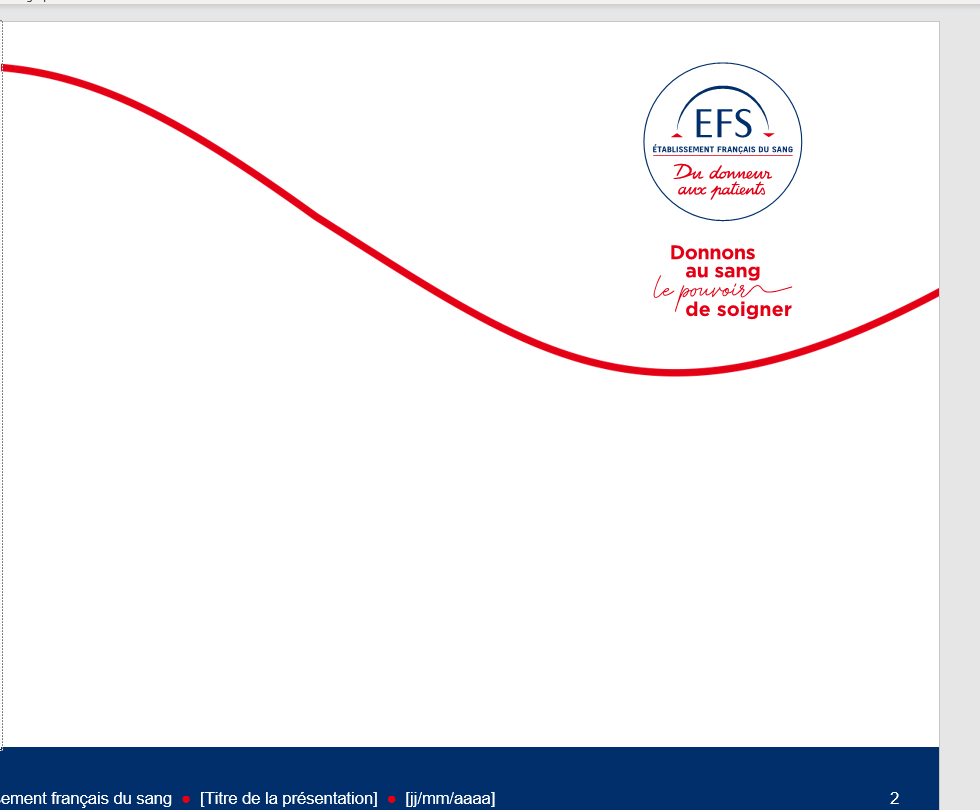 EFS
ÉTABLISSEMENT FRANÇAIS DU SANG
Du donneur
aux patients
Donnons
au sang
le pouvoir
de soigner
sement français du sang • [Titre de la présentation] • [jj/mm/aaaa]
2